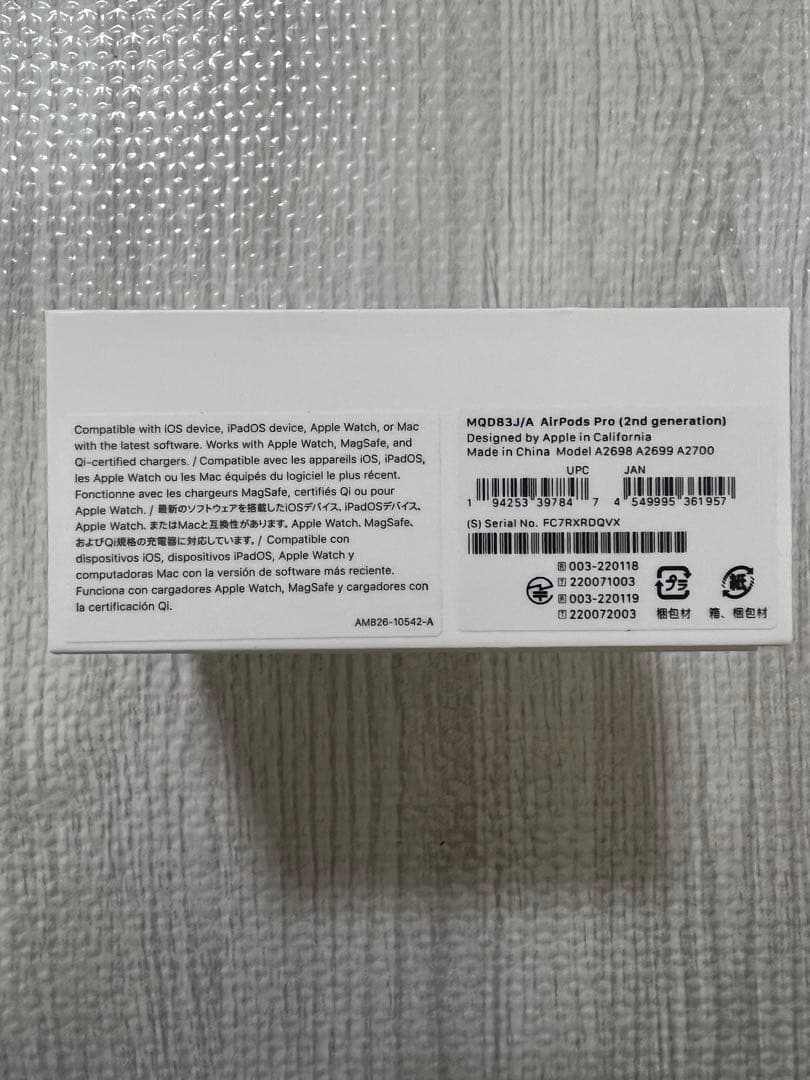 Compatible with iOS device, iPadOS device, Apple Watch, or Mac
with the latest software. Works with Apple Watch, MagSafe, and
Qi-certified chargers. / Compatible avec les appareils iOS, iPadOS,
les Apple Watch ou les Mac équipés du logiciel le plus récent.
Fonctionne avec les chargeurs MagSafe, certifiés Qi ou pour
Apple Watch. / 最新のソフトウェアを搭載したiOSデバイス、iPadOSデバイス、
Apple Watch、またはMacと互換性があります。Apple Watch、MagSafe、
およびQi規格の充電器に対応しています。/ Compatible con
dispositivos iOS, dispositivos iPadOS, Apple Watch y
computadoras Mac con la versión de software más reciente.
Funciona con cargadores Apple Watch, MagSafe y cargadores con
la certificación Qi.
AM826-10542-A
MQD83J/A AirPods Pro (2nd generation)
Designed by Apple in California
Made in China Model A2698 A2699 A2700
UPC JAN
1 94253 39784 7 4 549995 361957
(S) Serial No. FC7RXRDQVX
R 003-220118
T 220071003
R 003-220119
T 220072003
プラ
梱包材
紙
箱、梱包材